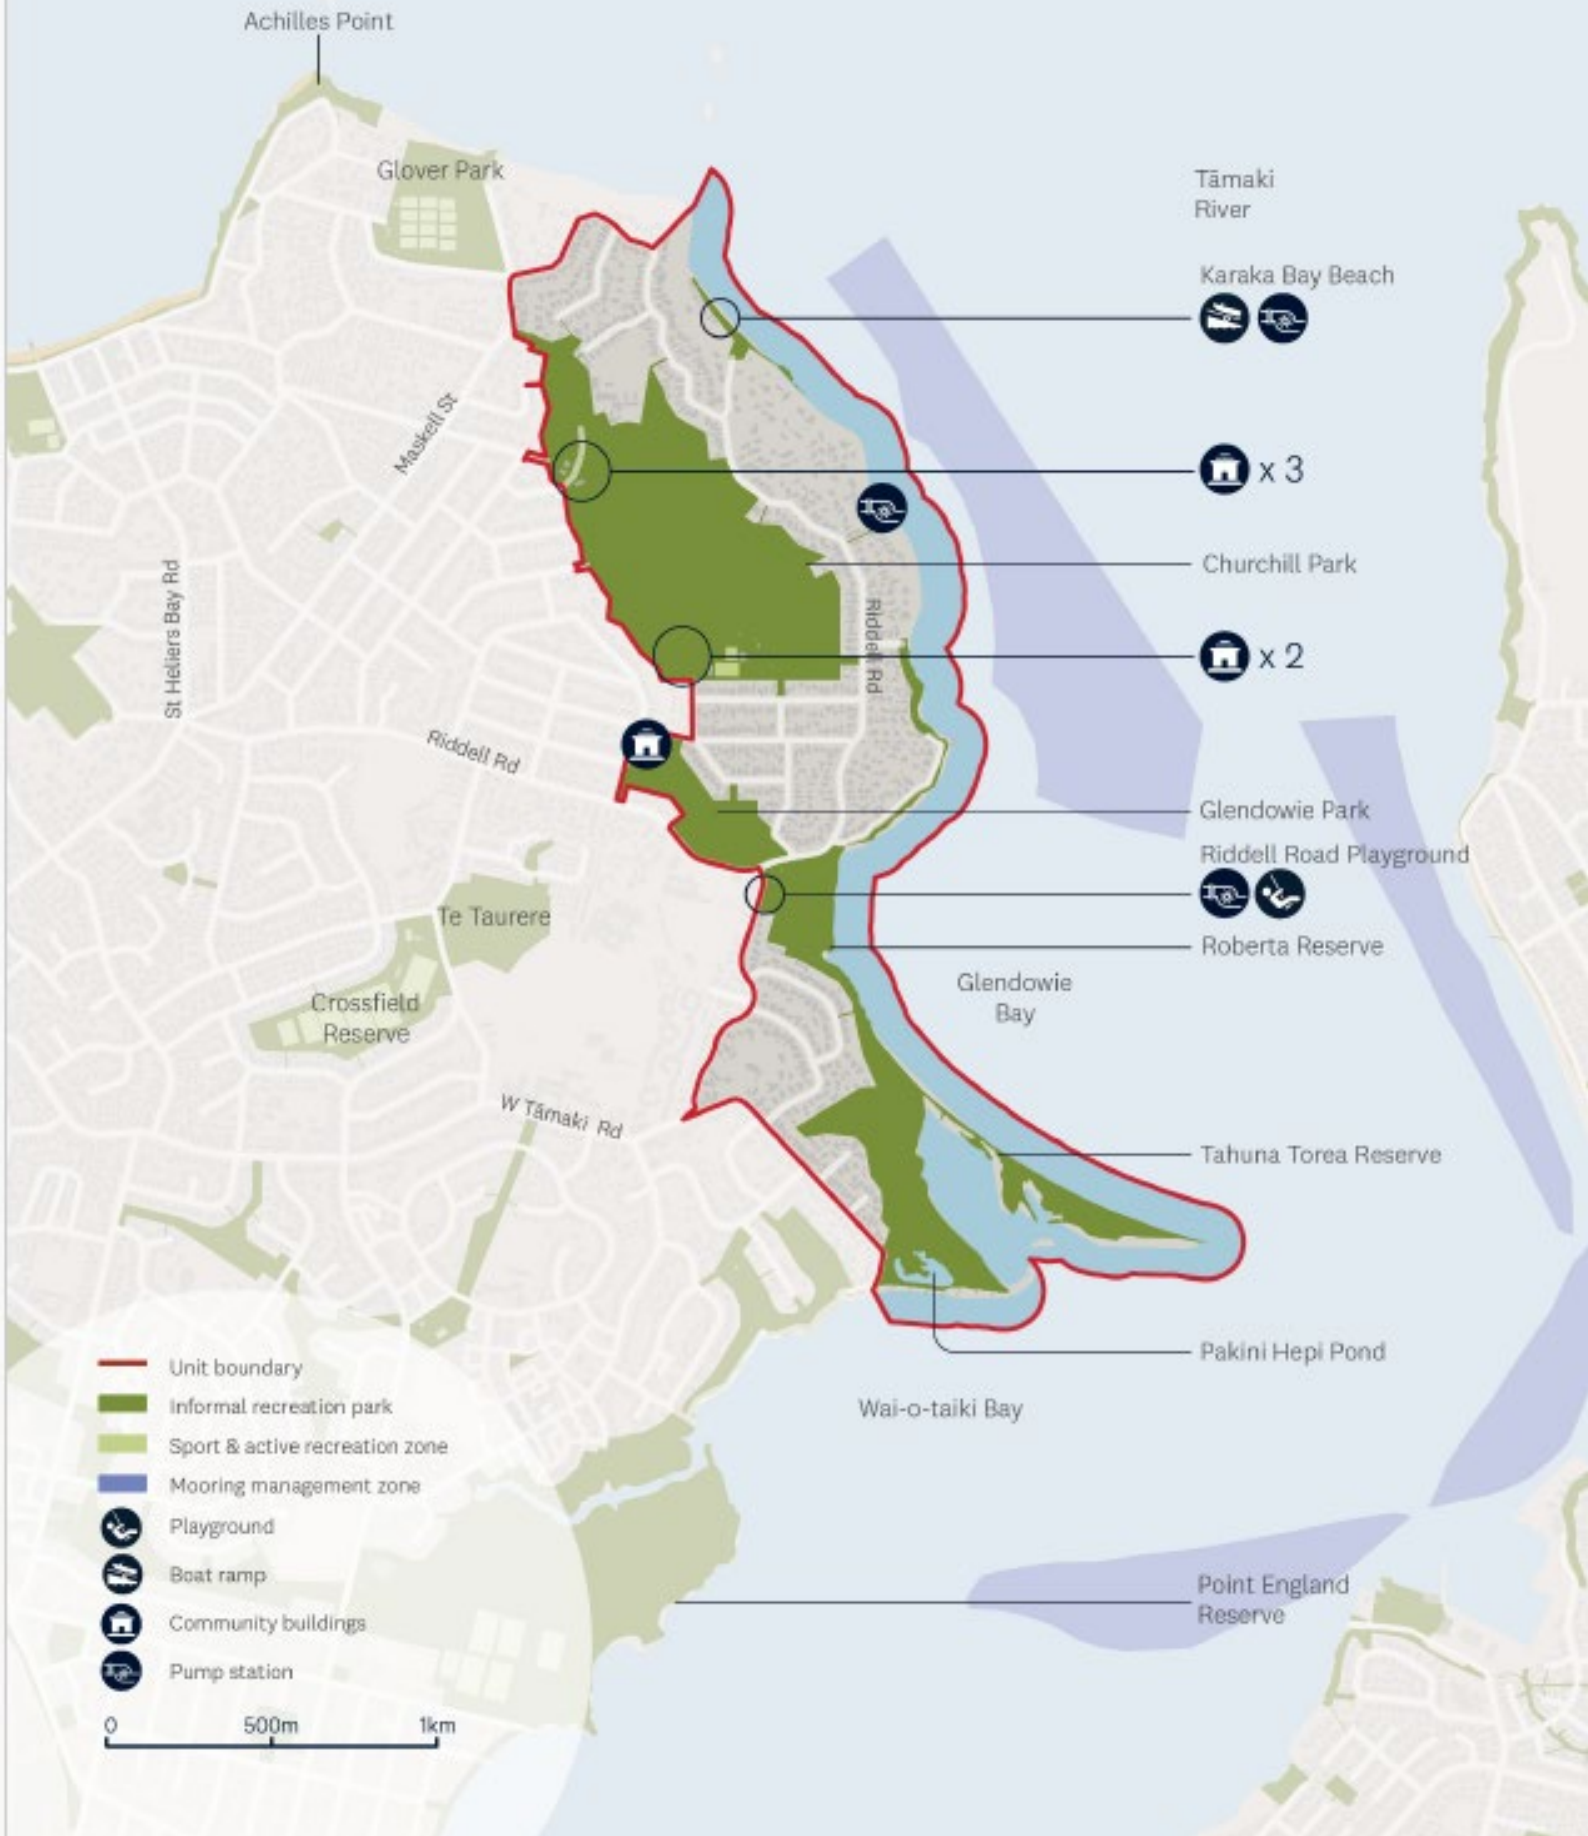 Achilles Point
Glover Park
Tāmaki
River
Karaka Bay Beach
Maskell St
x 3
Churchill Park
St Heliers Bay Rd
Riddell Rd
x 2
Riddell Rd
Glendowie Park
Riddell Road Playground
Te Taurere
Roberta Reserve
Glendowie
Bay
Crossfield
Reserve
W Tāmaki Rd
Tahuna Torea Reserve
Pakini Hepi Pond
Wai-o-taiki Bay
Unit boundary
Informal recreation park
Sport & active recreation zone
Mooring management zone
Playground
Boat ramp
Community buildings
Pump station
Point England
Reserve
0 500m 1km